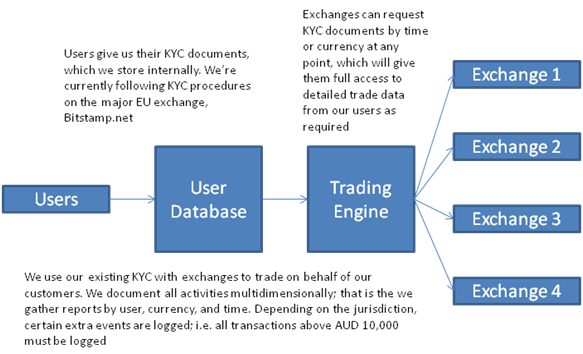 Exchanges can request
KYC documents by time
or currency at any
point, which will give
them full access to
detailed trade data
from our users as
required
Users give us their KYC documents,
which we store internally. We're
currently following KYC procedures
on the major EU exchange,
Bitstamp.net
Users
User
Database
Trading
Engine
Exchange 1
Exchange 2
Exchange 3
Exchange 4
We use our existing KYC with exchanges to trade on behalf of our
customers. We document all activities multidimensionally; that is the we
gather reports by user, currency, and time. Depending on the jurisdiction,
certain extra events are logged; i.e. all transactions above AUD 10,000
must be logged